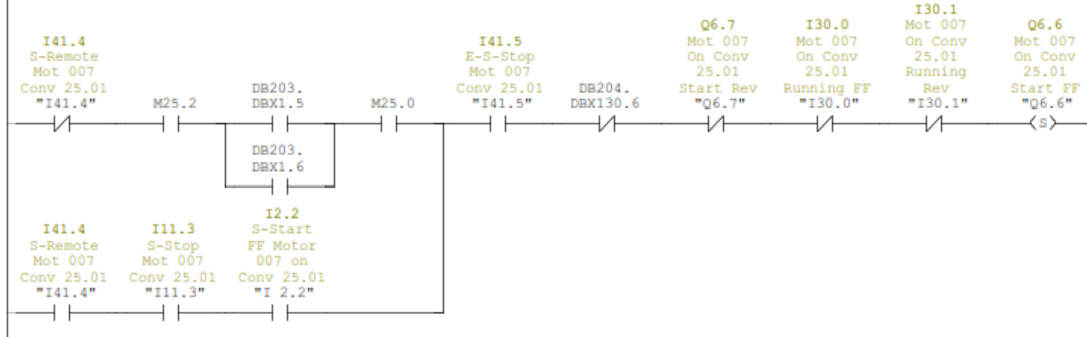 I41.4
S-Remote
Mot 007
Conv 25.01
"I41.4"
M25.2
DB203.
DBX1.5
M25.0
I41.5
E-S-Stop
Mot 007
Conv 25.01
"I41.5"
DB204.
DBX130.6
Q6.7
Mot 007
On Conv
25.01
Start Rev
"Q6.7"
I30.0
Mot 007
On Conv
25.01
Running FF
"I30.0"
I30.1
Mot 007
On Conv
25.01
Running
Rev
"I30.1"
Q6.6
Mot 007
On Conv
25.01
Start FF
"Q6.6"
S
DB203.
DBX1.6
I41.4
S-Remote
Mot 007
Conv 25.01
"I41.4"
I11.3
S-Stop
Mot 007
Conv 25.01
"I11.3"
I2.2
S-Start
FF Motor
007 on
Conv 25.01
"I 2.2"